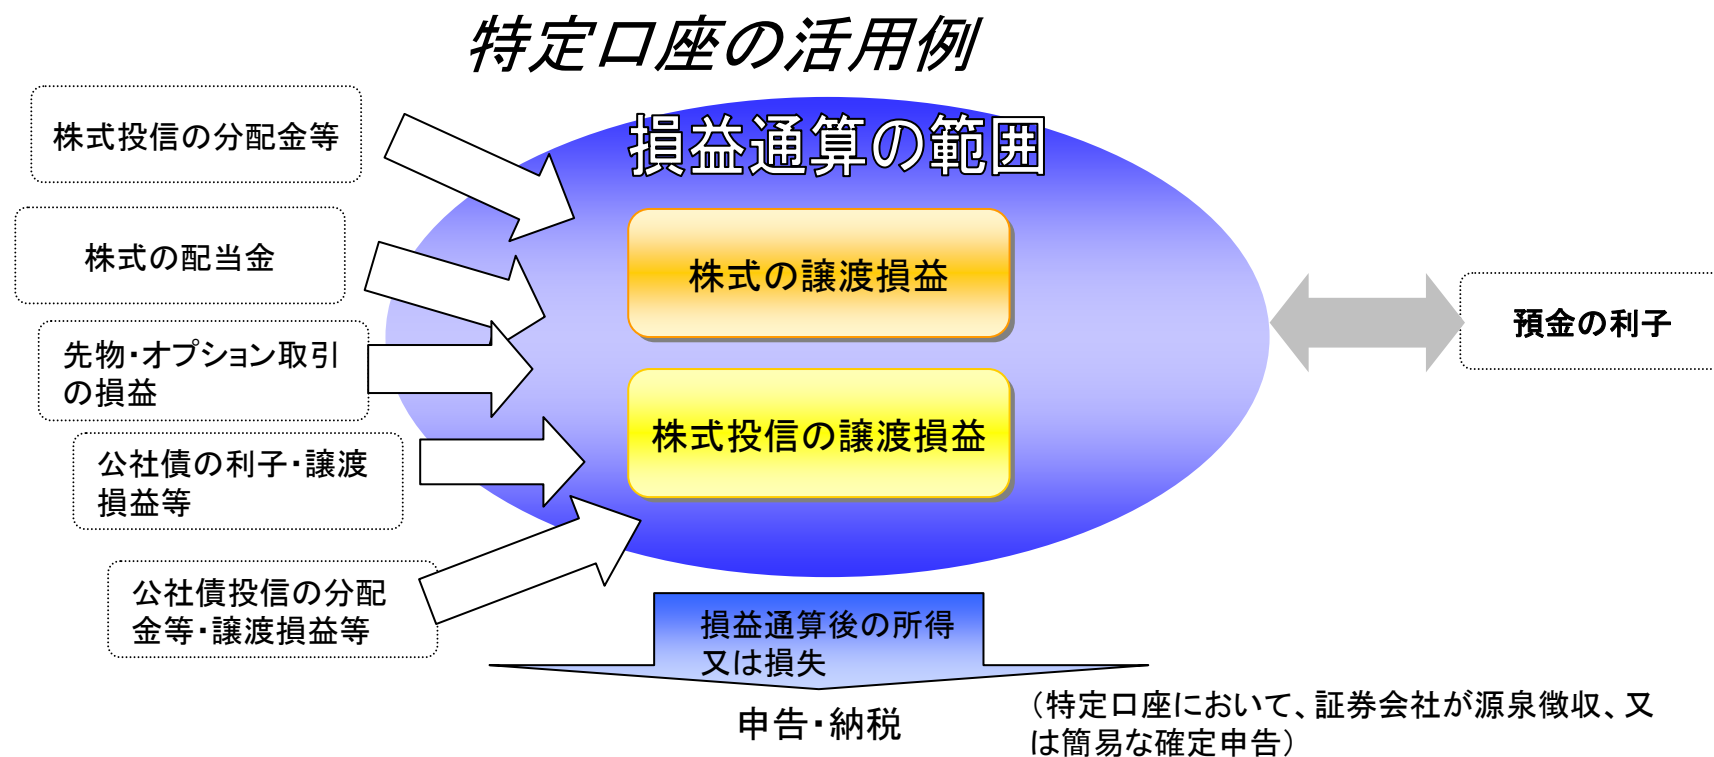 特定口座の活用例
損益通算の範囲
株式投信の分配金等
株式の配当金
先物・オプション取引
の損益
公社債の利子・譲渡
損益等
公社債投信の分配
金等・譲渡損益等
株式の譲渡損益
株式投信の譲渡損益
預金の利子
損益通算後の所得
又は損失
申告・納税
（特定口座において、証券会社が源泉徴収、又
は簡易な確定申告）